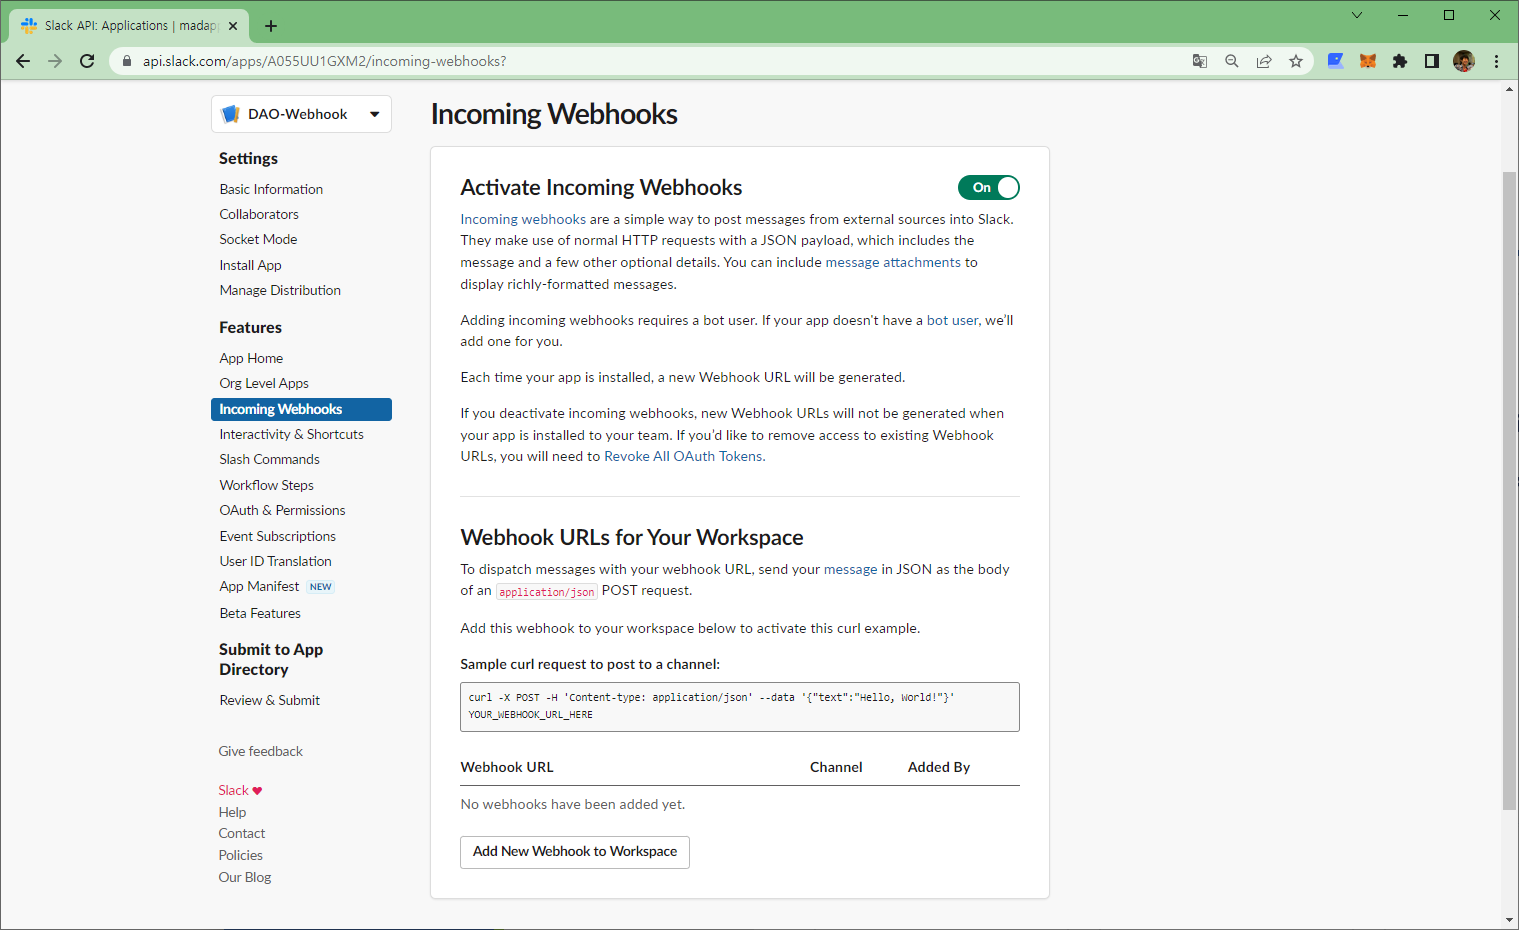 Slack API: Applications | madap
api.slack.com/apps/A055UU1GXM2/incoming-webhooks?
DAO-Webhook
Settings
Basic Information
Collaborators
Socket Mode
Install App
Manage Distribution
Features
App Home
Org Level Apps
Incoming Webhooks
Interactivity & Shortcuts
Slash Commands
Workflow Steps
OAuth & Permissions
Event Subscriptions
User ID Translation
App Manifest NEW
Beta Features
Submit to App
Directory
Review & Submit
Give feedback
Slack ♥
Help
Contact
Policies
Our Blog
Incoming Webhooks
Activate Incoming Webhooks
On
Incoming webhooks are a simple way to post messages from external sources into Slack.
They make use of normal HTTP requests with a JSON payload, which includes the
message and a few other optional details. You can include message attachments to
display richly-formatted messages.
Adding incoming webhooks requires a bot user. If your app doesn't have a bot user, we'll
add one for you.
Each time your app is installed, a new Webhook URL will be generated.
If you deactivate incoming webhooks, new Webhook URLs will not be generated when
your app is installed to your team. If you'd like to remove access to existing Webhook
URLs, you will need to Revoke All OAuth Tokens.
Webhook URLs for Your Workspace
To dispatch messages with your webhook URL, send your message in JSON as the body
of an application/json POST request.
Add this webhook to your workspace below to activate this curl example.
Sample curl request to post to a channel:
curl -X POST -H 'Content-type: application/json' --data '{"text":"Hello, World!"}'
YOUR_WEBHOOK_URL_HERE
Webhook URL Channel Added By
No webhooks have been added yet.
Add New Webhook to Workspace